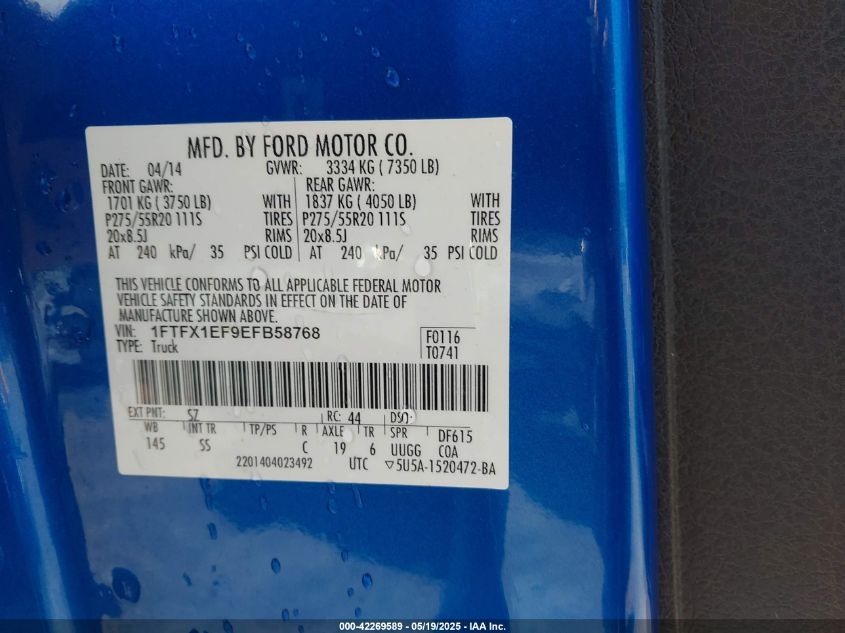 MFD. BY FORD MOTOR CO.
DATE: 04/14 GVWR: 3334 KG ( 7350 LB)
FRONT GAWR: REAR GAWR:
1701 KG ( 3750 LB) WITH 1837 KG ( 4050 LB) WITH
P275/55R20 111S TIRES P275/55R20 111S TIRES
20x8.5J RIMS 20x8.5J RIMS
AT 240 kPa/ 35 PSI COLD AT 240 kPa/ 35 PSI COLD
THIS VEHICLE CONFORMS TO ALL APPLICABLE FEDERAL MOTOR
VEHICLE SAFETY STANDARDS IN EFFECT ON THE DATE OF
MANUFACTURE SHOWN ABOVE.
VIN: 1FTFX1EF9EFB58768 F0116
TYPE: Truck T0741
EXT PNT: SZ RC: 44 DSO:
WB INT TR TP/PS R AXLE TR SPR DF615
145 SS C 19 6 UUGG COA
2201404023492 UTC ▽5U5A-1520472-BA
000-42269589 - 05/19/2025 - IAA Inc.